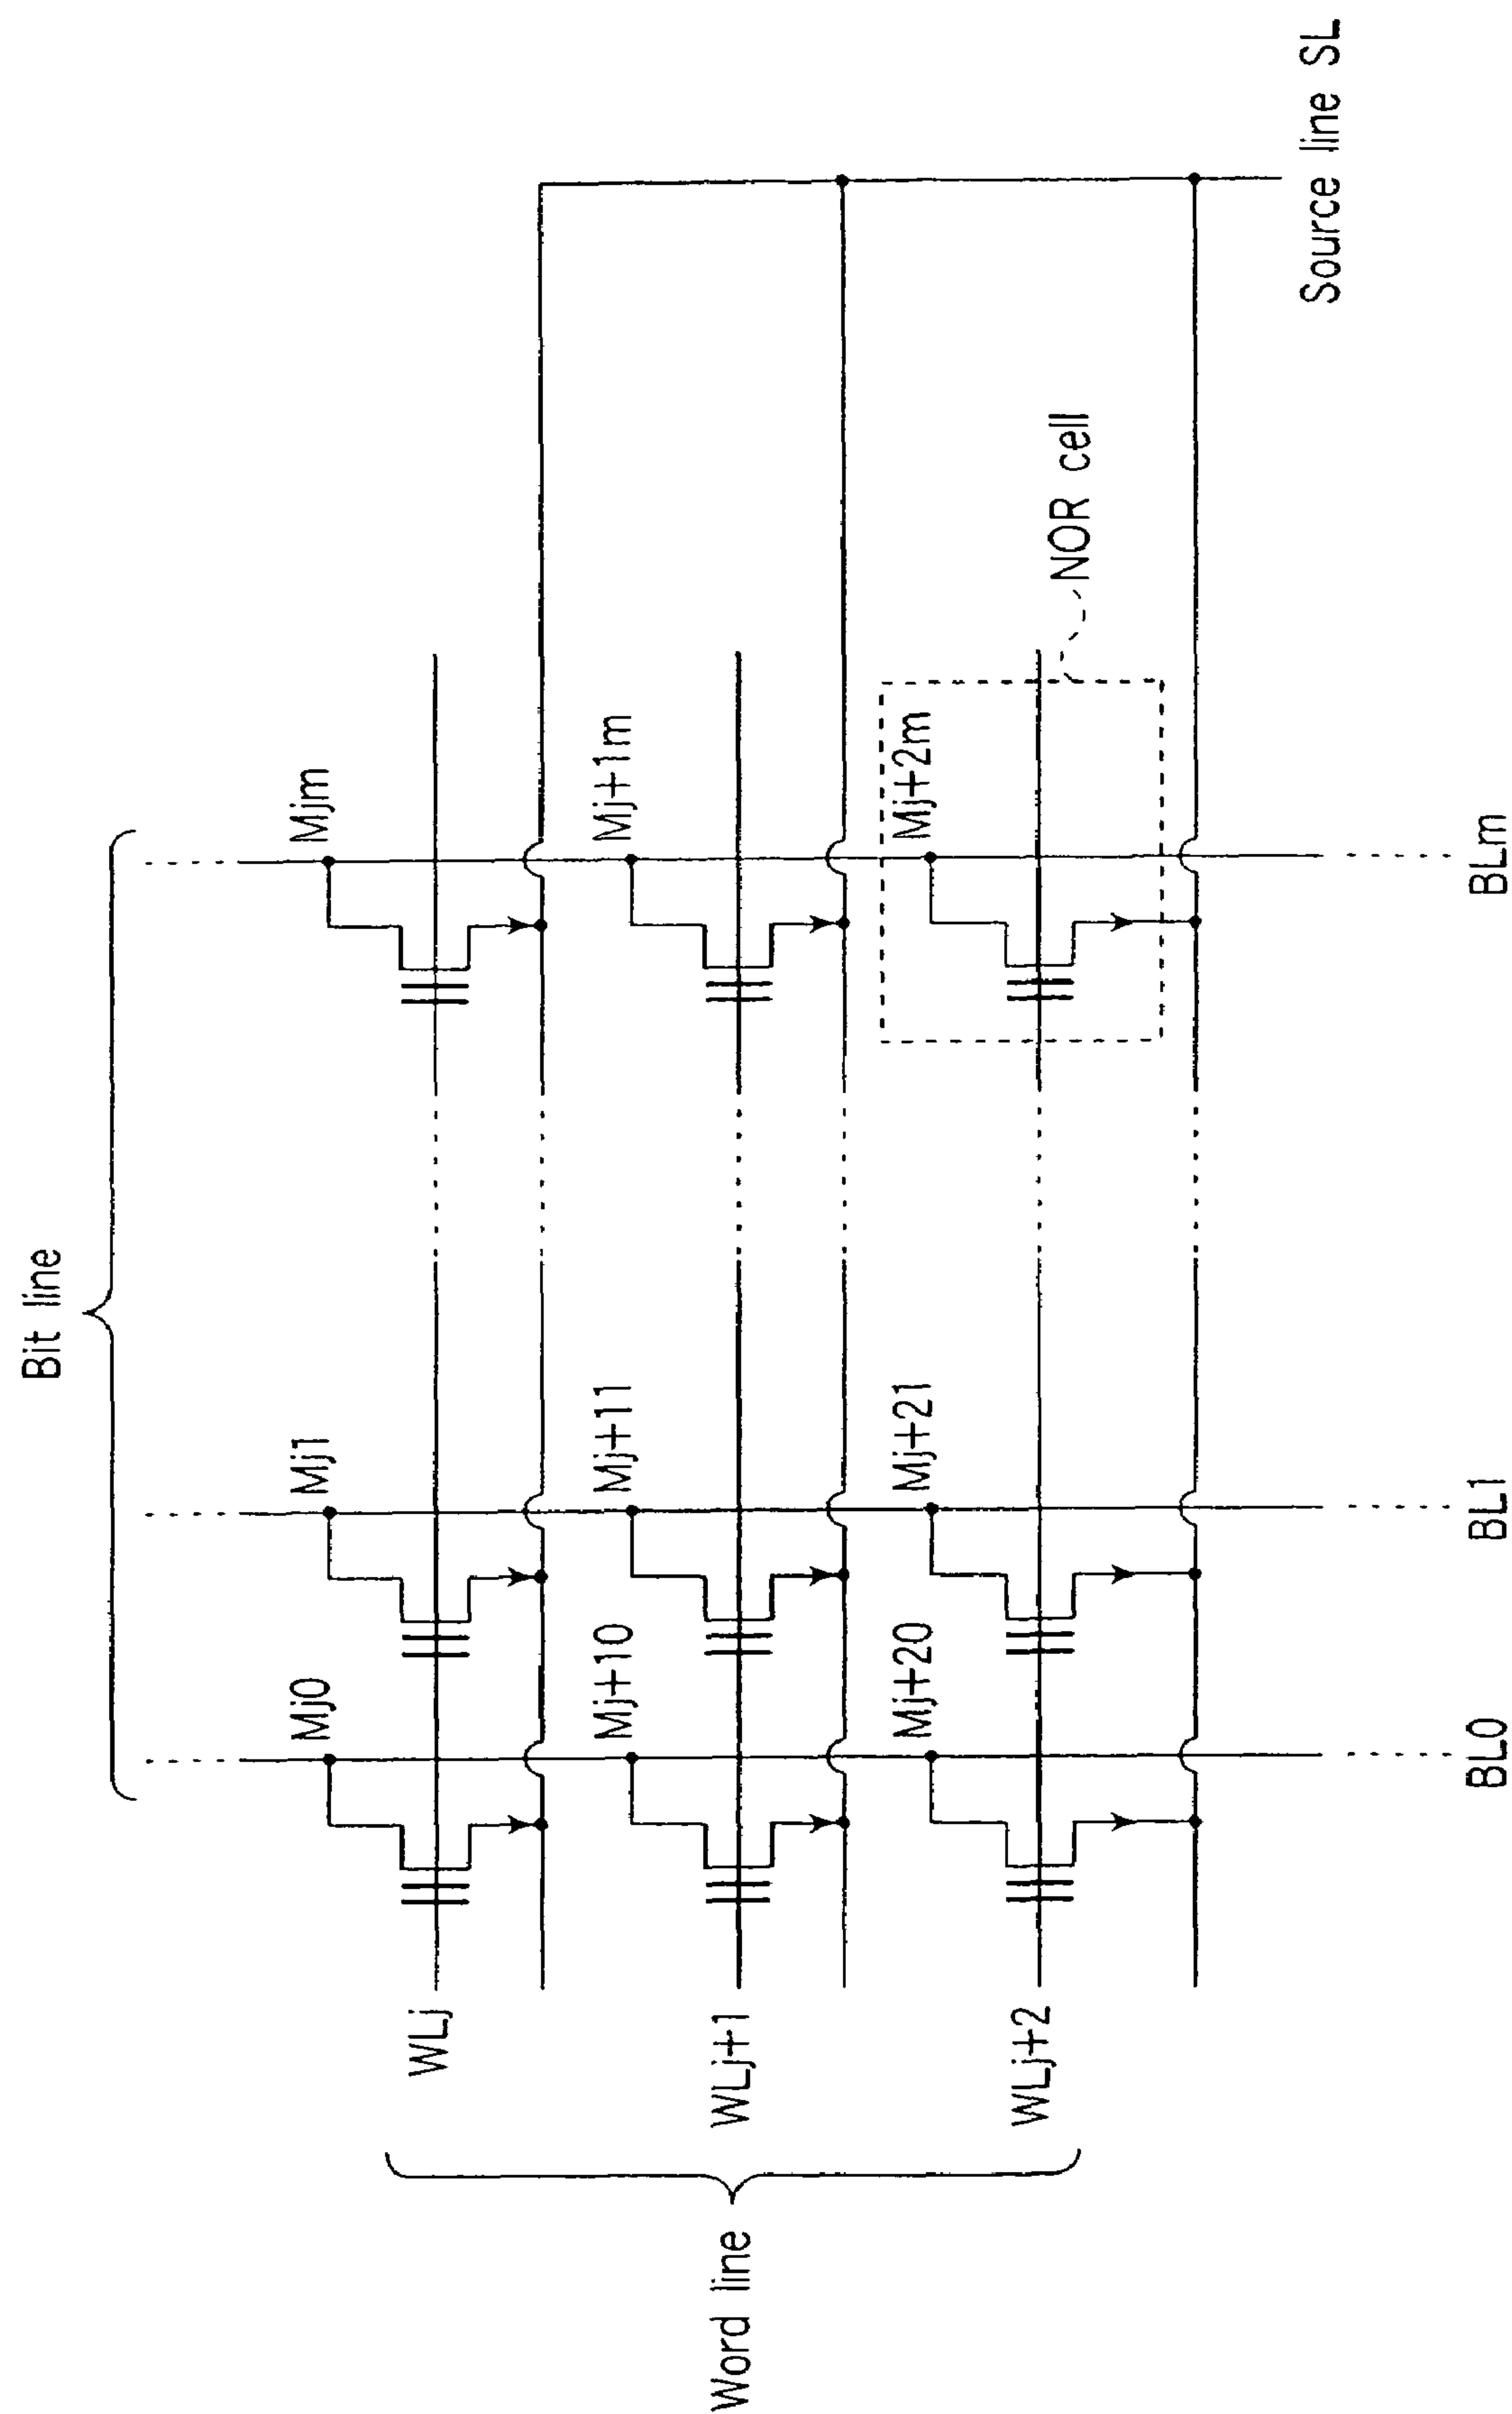 Bit line
Mj0
Mj1
Mjm
WLj
Mj+10
Mj+11
Mj+1m
WLj+1
Word line
Mj+20
Mj+21
Mj+2m
WLj+2
NOR cell
Source line SL
BL0
BL1
BLm